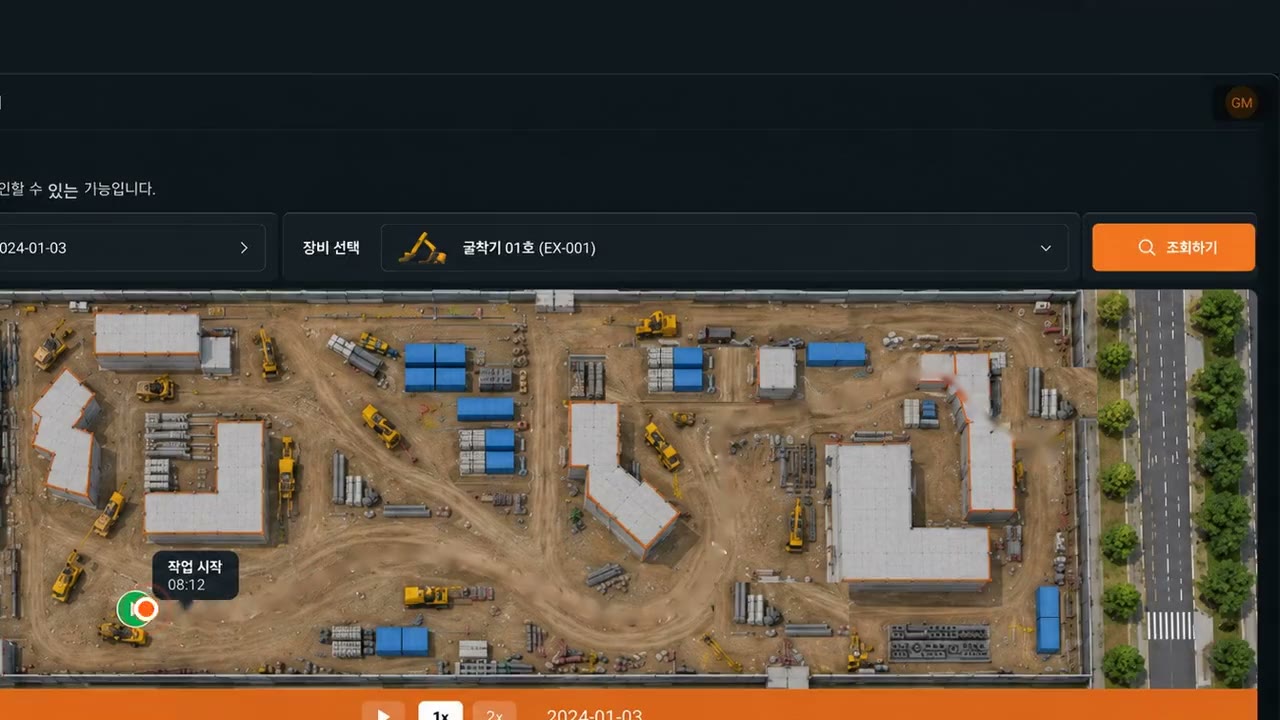 GM
인할 수 있는 기능입니다.
024-01-03
장비 선택
굴착기 01호 (EX-001)
조회하기
작업 시작
08:12
1x
2x
2024-01-03